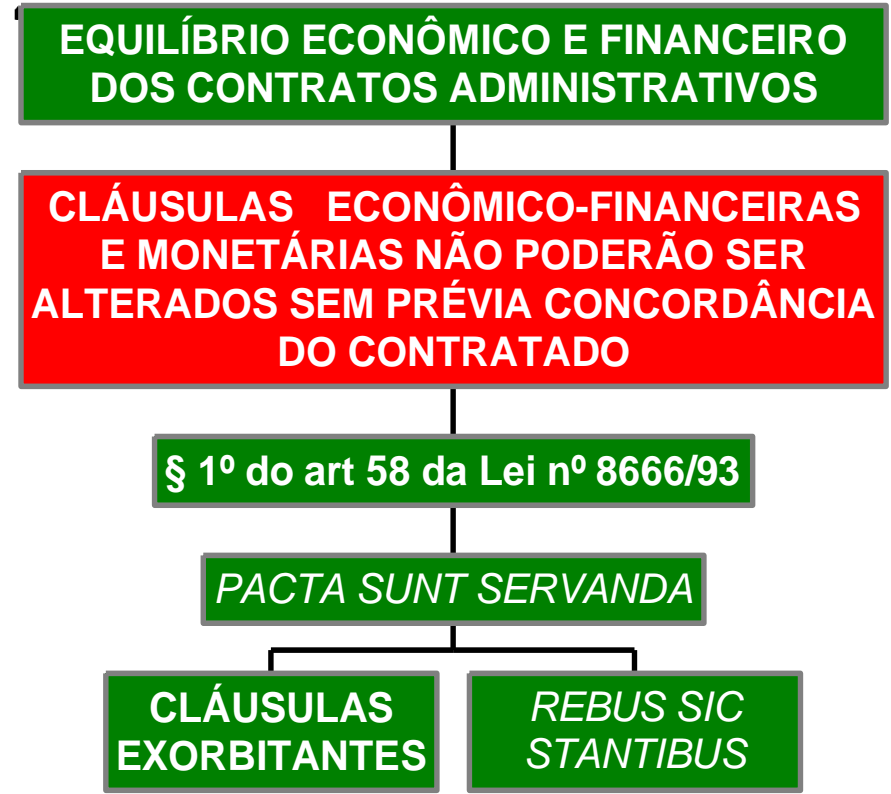 EQUILÍBRIO ECONÔMICO E FINANCEIRO
DOS CONTRATOS ADMINISTRATIVOS
CLÁUSULAS ECONÔMICO-FINANCEIRAS
E MONETÁRIAS NÃO PODERÃO SER
ALTERADOS SEM PRÉVIA CONCORDÂNCIA
DO CONTRATADO
§ 1º do art 58 da Lei nº 8666/93
PACTA SUNT SERVANDA
CLÁUSULAS
EXORBITANTES
REBUS SIC
STANTIBUS